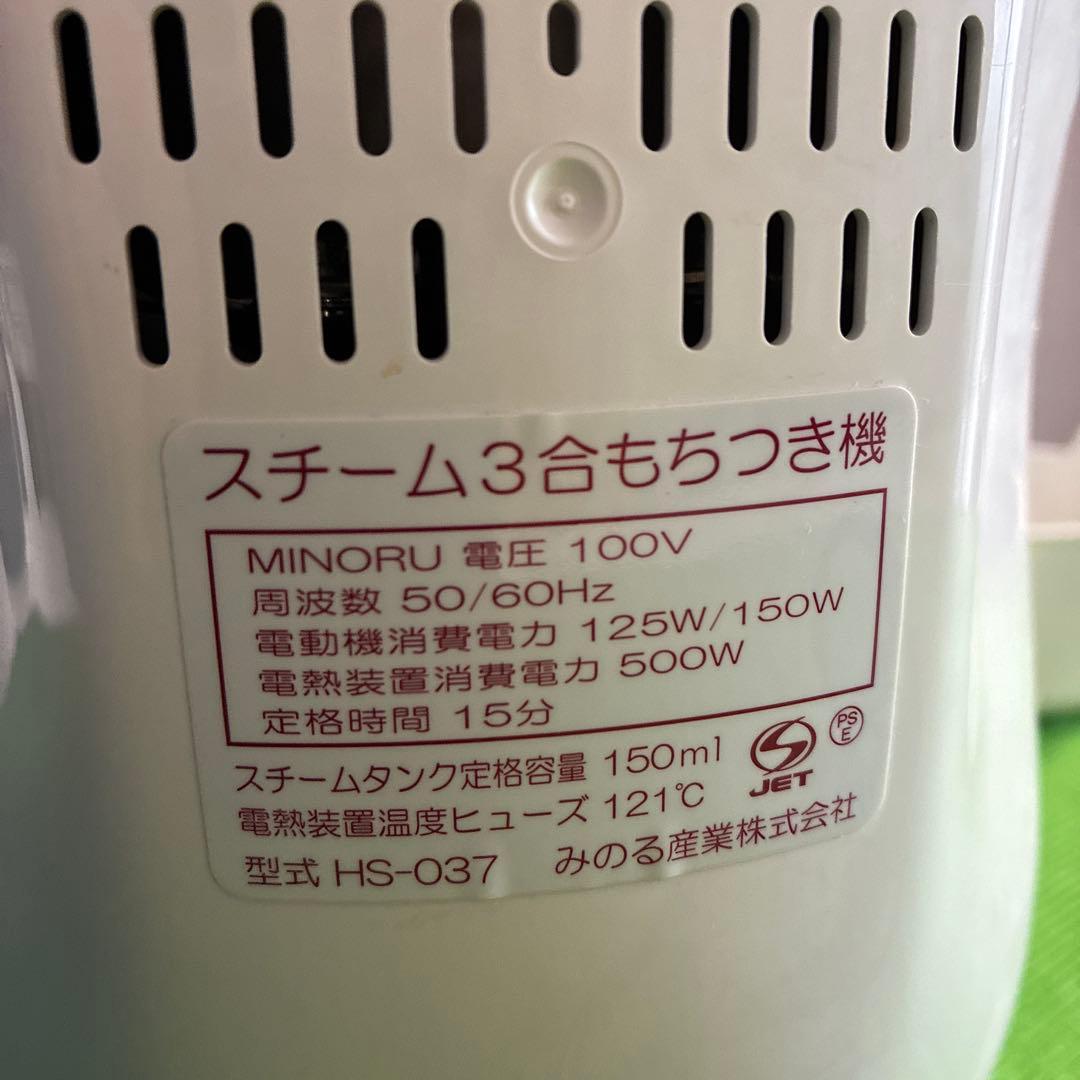 スチーム3合もちつき機
MINORU 電圧 100V
周波数 50/60Hz
電動機消費電力 125W/150W
電熱装置消費電力 500W
定格時間 15分
スチームタンク定格容量 150ml
電熱装置温度ヒューズ 121℃
JET
PS
E
型式 HS-037 みのる産業株式会社